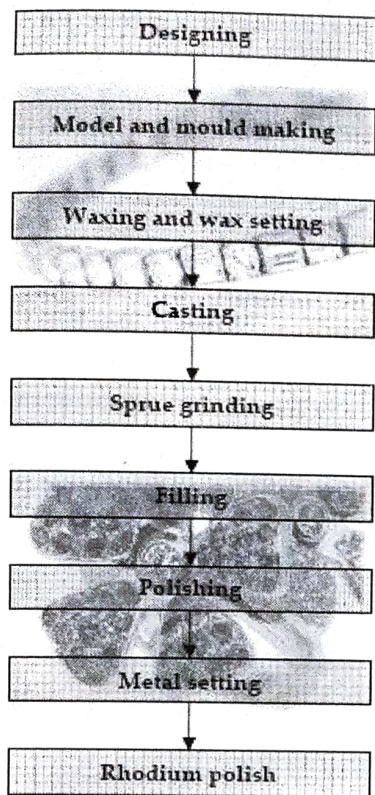 Designing
Model and mould making
Waxing and wax setting
Casting
Sprue grinding
Filling
Polishing
Metal setting
Rhodium polish